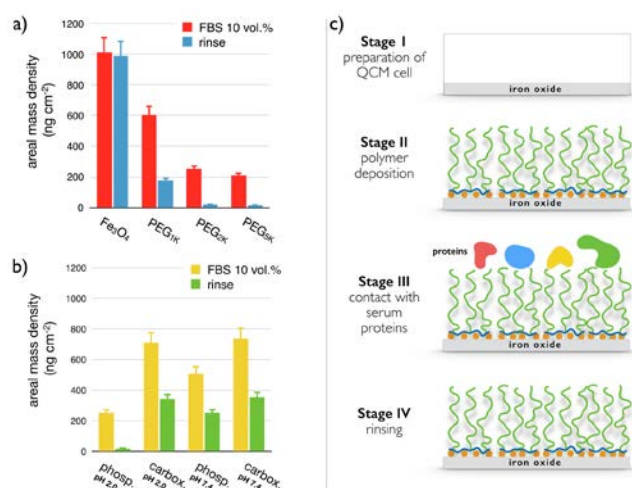 a)
FBS 10 vol.%
rinse
areal mass density
(ng cm⁻²)
1200
1000
800
600
400
200
0
Fe₃O₄
PEG₁ₖ
PEG₂ₖ
PEG₅ₖ
b)
FBS 10 vol.%
rinse
areal mass density
(ng cm⁻²)
1200
1000
800
600
400
200
0
phosp.
pH 2.0
carbox.
pH 2.0
phosp.
pH 7.4
carbox.
pH 7.4
c)
Stage I
preparation of
QCM cell
iron oxide
Stage II
polymer
deposition
iron oxide
proteins
Stage III
contact with
serum
proteins
iron oxide
Stage IV
rinsing
iron oxide